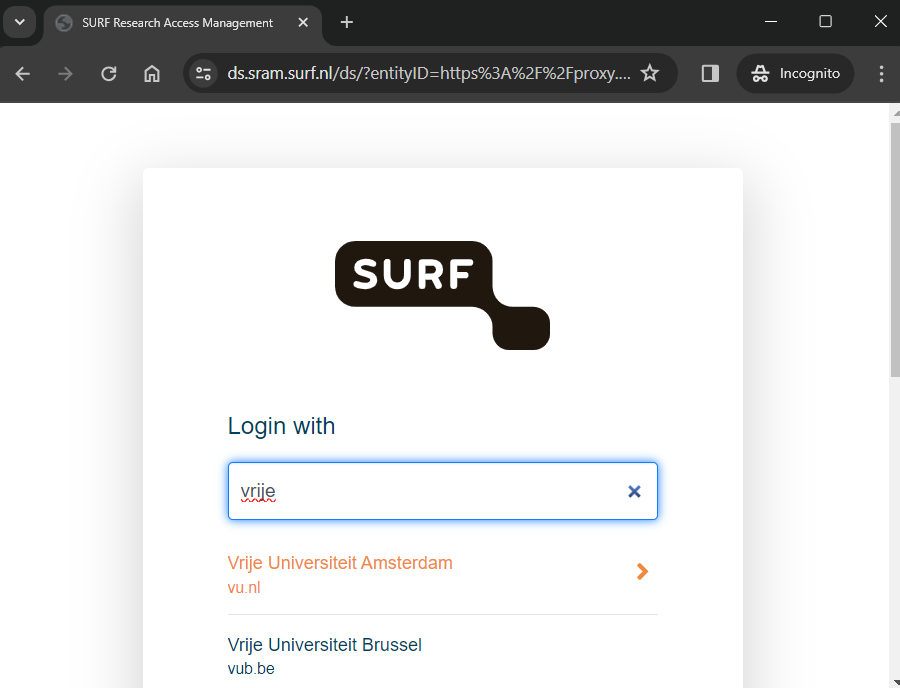 SURF Research Access Management
ds.sram.surf.nl/ds/?entityID=https%3A%2F%2Fproxy....
Incognito
SURF
Login with
vrije
Vrije Universiteit Amsterdam
vu.nl
Vrije Universiteit Brussel
vub.be